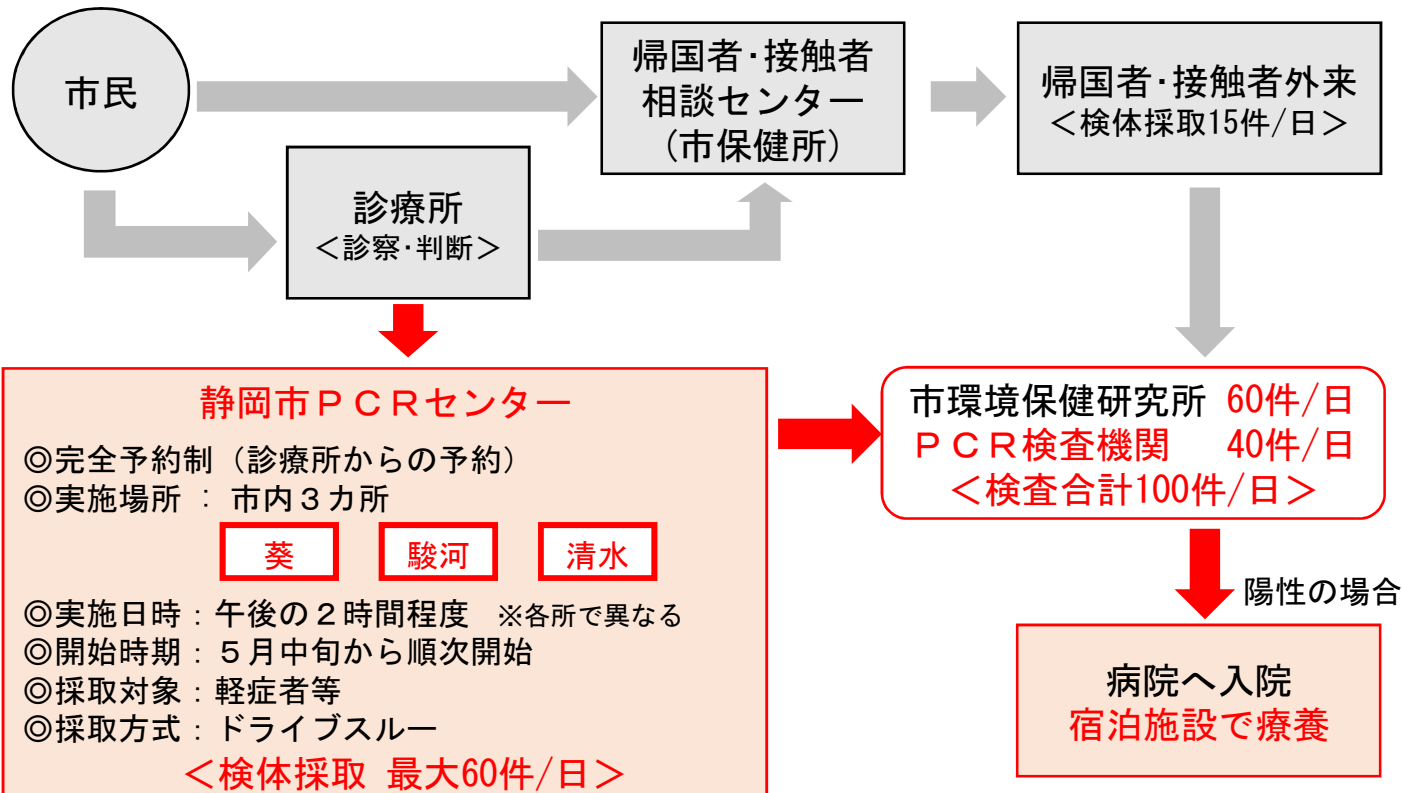 市民
帰国者・接触者
相談センター
(市保健所)
帰国者・接触者外来
＜検体採取15件/日＞
診療所
＜診察・判断＞
静岡市ＰＣＲセンター
◎完全予約制（診療所からの予約）
◎実施場所：市内３カ所
葵 駿河 清水
◎実施日時：午後の２時間程度 ※各所で異なる
◎開始時期：５月中旬から順次開始
◎採取対象：軽症者等
◎採取方式：ドライブスルー
＜検体採取 最大60件/日＞
市環境保健研究所 60件/日
ＰＣＲ検査機関 40件/日
＜検査合計100件/日＞
陽性の場合
病院へ入院
宿泊施設で療養